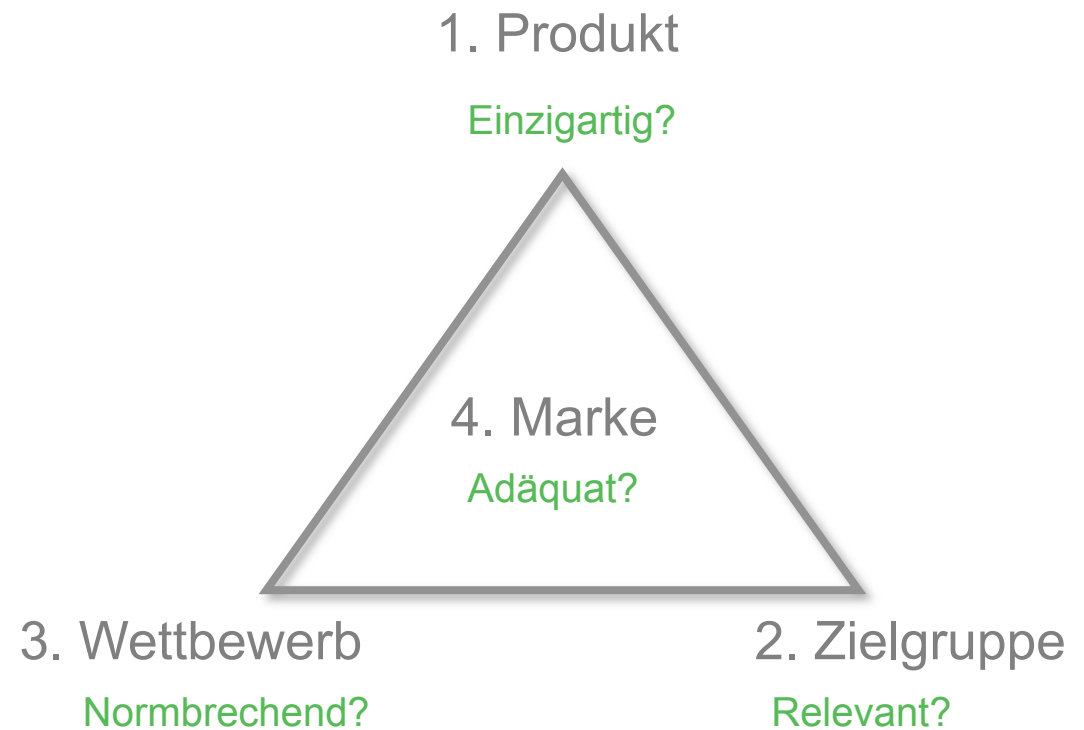 1. Produkt
Einzigartig?
4. Marke
Adäquat?
3. Wettbewerb
Normbrechend?
2. Zielgruppe
Relevant?